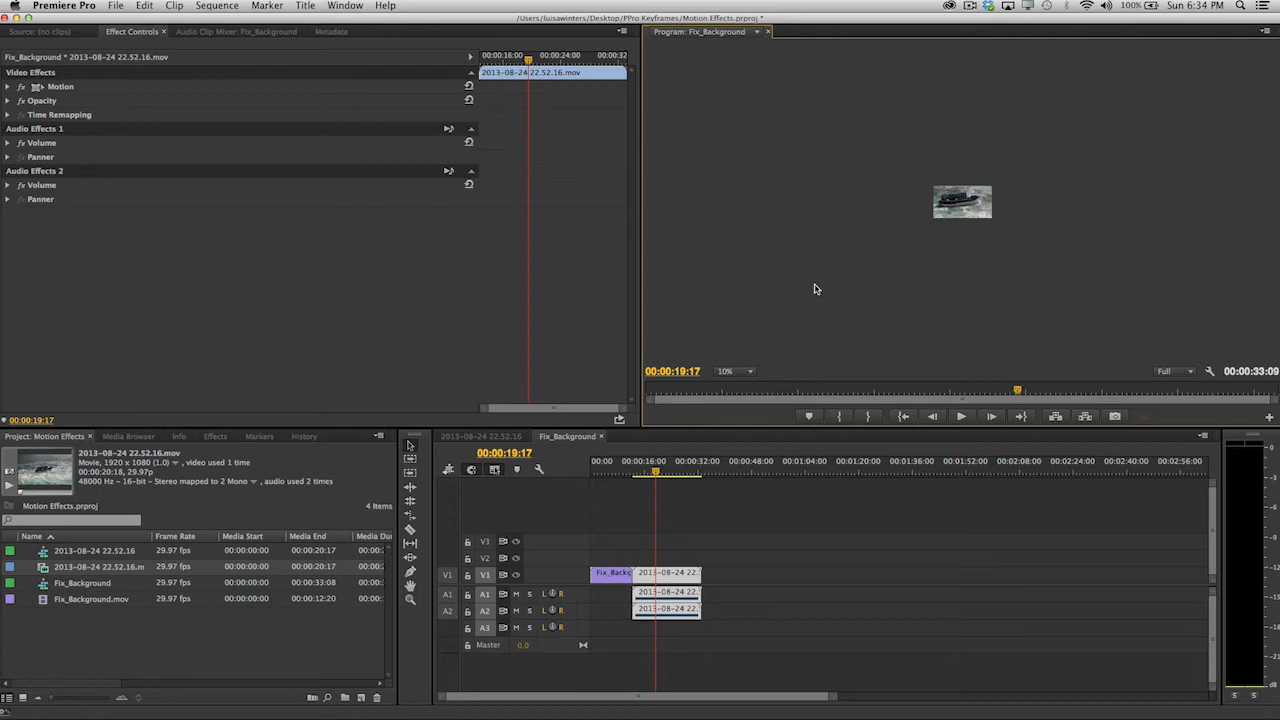 Premiere Pro File Edit Clip Sequence Marker Title Window Help 100% Sun 6:34 PM
/Users/luisawinters/Desktop/PPro Keyframes/Motion Effects.prproj *
Source: (no clips) Effect Controls Audio Clip Mixer: Fix_Background Metadata
Program: Fix_Background
Fix_Background * 2013-08-24 22.52.16.mov
00:00:16:00 00:00:24:00 00:00:32
Video Effects
2013-08-24 22.52.16.mov
fx Motion
fx Opacity
fx Time Remapping
Audio Effects 1
fx Volume
fx Panner
Audio Effects 2
fx Volume
fx Panner
00:00:19:17 10% Full 00:00:33:09
00:00:19:17
Project: Motion Effects Media Browser Info Effects Markers History
2013-08-24 22.52.16.mov
Movie, 1920 x 1080 (1.0) , video used 1 time
00:00:20:18, 29.97p
48000 Hz - 16-bit - Stereo mapped to 2 Mono , audio used 2 times
Motion Effects.prproj 4 Items
Name Frame Rate Media Start Media End Media Du
2013-08-24 22.52.16 29.97 fps 00:00:00:00 00:00:20:17
2013-08-24 22.52.16.m 29.97 fps 00:00:00:00 00:00:20:17
Fix_Background 29.97 fps 00:00:00:00 00:00:33:08
Fix_Background.mov 29.97 fps 00:00:00:00 00:00:12:20
2013-08-24 22.52.16 Fix_Background
00:00:19:17
00:00 00:00:16:00 00:00:32:00 00:00:48:00 00:01:04:00 00:01:20:00 00:01:36:00 00:01:52:00 00:02:08:00 00:02:24:00 00:02:40:00 00:02:56:00
V3
V2
V1 V1 Fix_Backg 2013-08-24 22.
A1 A1 M S L R 2013-08-24 22.
A2 A2 M S L R 2013-08-24 22.
A3 M S L R
Master 0.0
0
-3
-6
-9
-12
-15
-18
-21
dB
S S